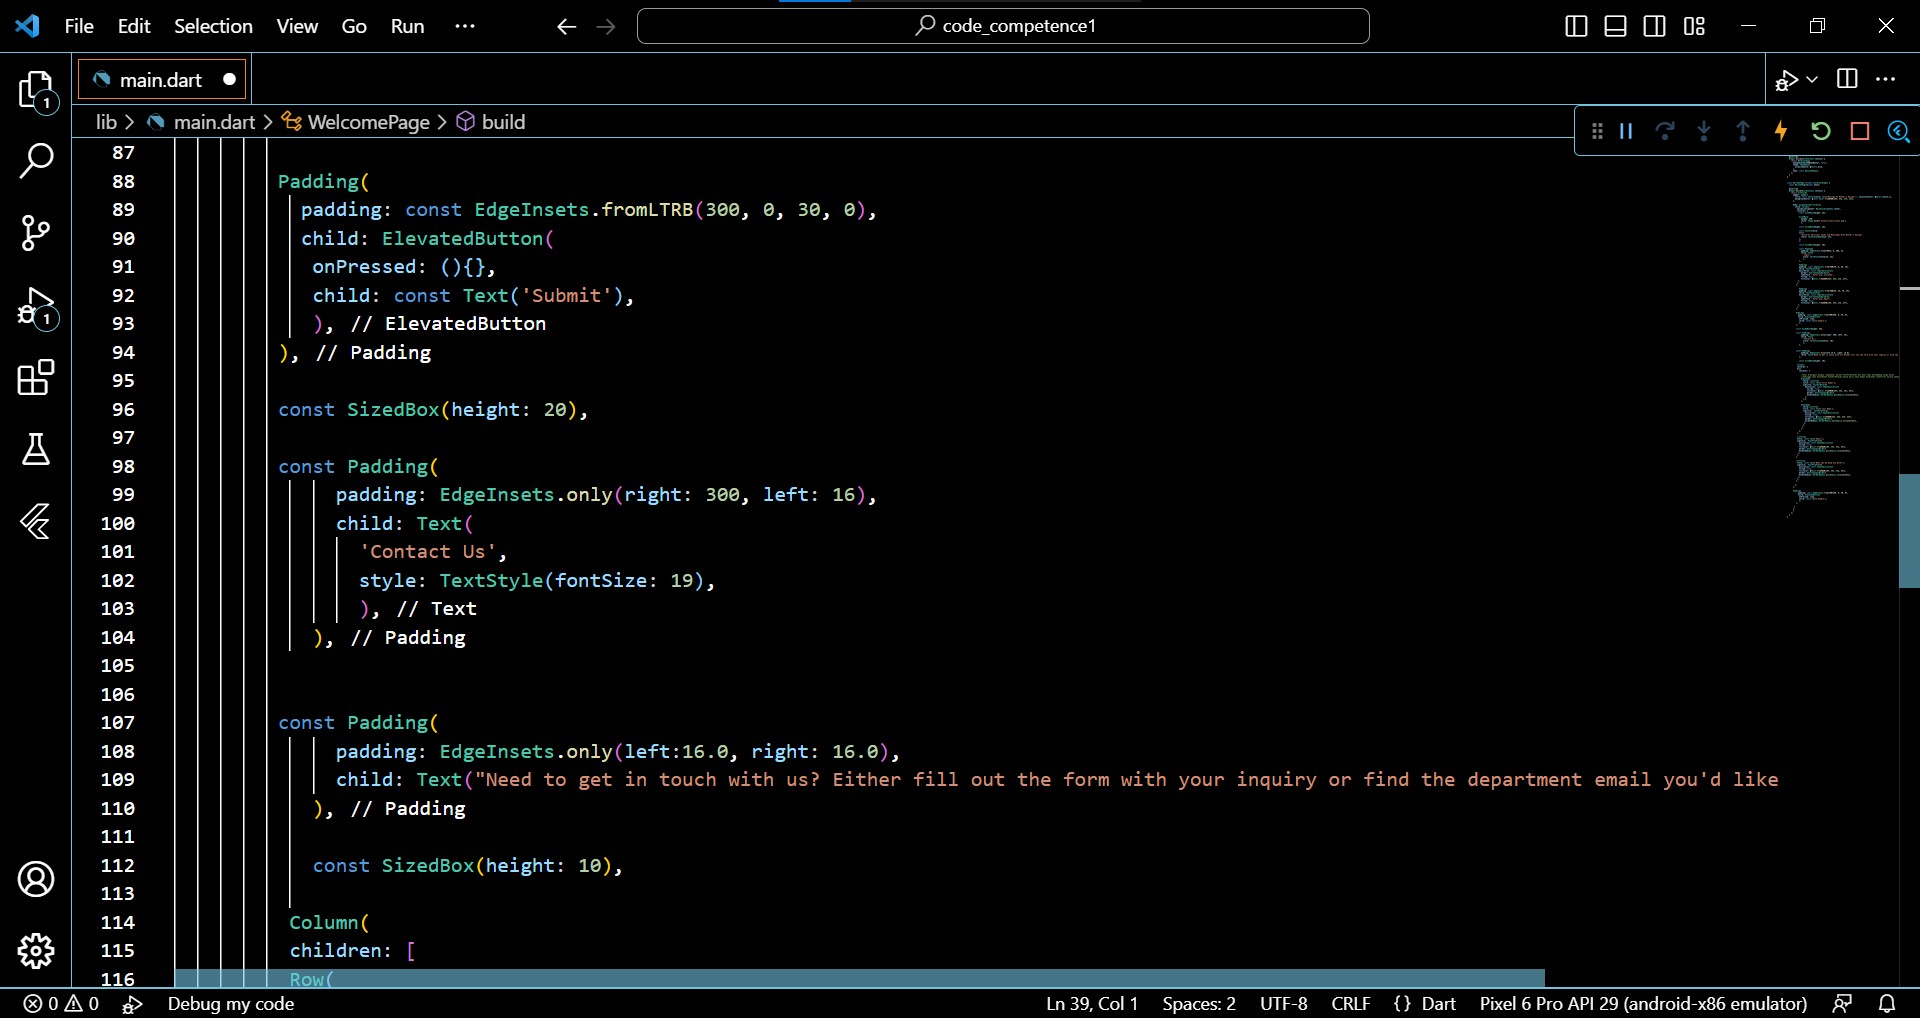 File Edit Selection View Go Run ··· code_competence1
main.dart
lib > main.dart > WelcomePage > build
87
88 Padding(
89 padding: const EdgeInsets.fromLTRB(300, 0, 30, 0),
90 child: ElevatedButton(
91 onPressed: (){},
92 child: const Text('Submit'),
93 ), // ElevatedButton
94 ), // Padding
95
96 const SizedBox(height: 20),
97
98 const Padding(
99 padding: EdgeInsets.only(right: 300, left: 16),
100 child: Text(
101 'Contact Us',
102 style: TextStyle(fontSize: 19),
103 ), // Text
104 ), // Padding
105
106
107 const Padding(
108 padding: EdgeInsets.only(left:16.0, right: 16.0),
109 child: Text("Need to get in touch with us? Either fill out the form with your inquiry or find the department email you'd like
110 ), // Padding
111
112 const SizedBox(height: 10),
113
114 Column(
115 children: [
116 Row(
1
1
0 0 Debug my code Ln 39, Col 1 Spaces: 2 UTF-8 CRLF {} Dart Pixel 6 Pro API 29 (android-x86 emulator)